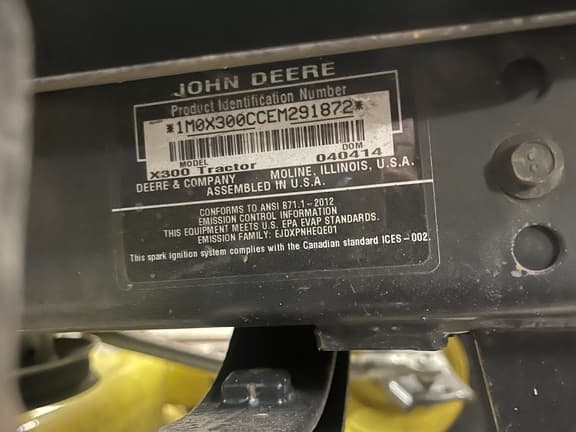 JOHN DEERE
Product Identification Number
*1M0X300CCEM291872*
MODEL DOM
X300 Tractor 040414
DEERE & COMPANY MOLINE, ILLINOIS, U.S.A.
ASSEMBLED IN U.S.A.
CONFORMS TO ANSI B71.1-2012
EMISSION CONTROL INFORMATION
THIS EQUIPMENT MEETS U.S. EPA EVAP STANDARDS.
EMISSION FAMILY: EJDXPNHEQE01
This spark ignition system complies with the Canadian standard ICES-002.